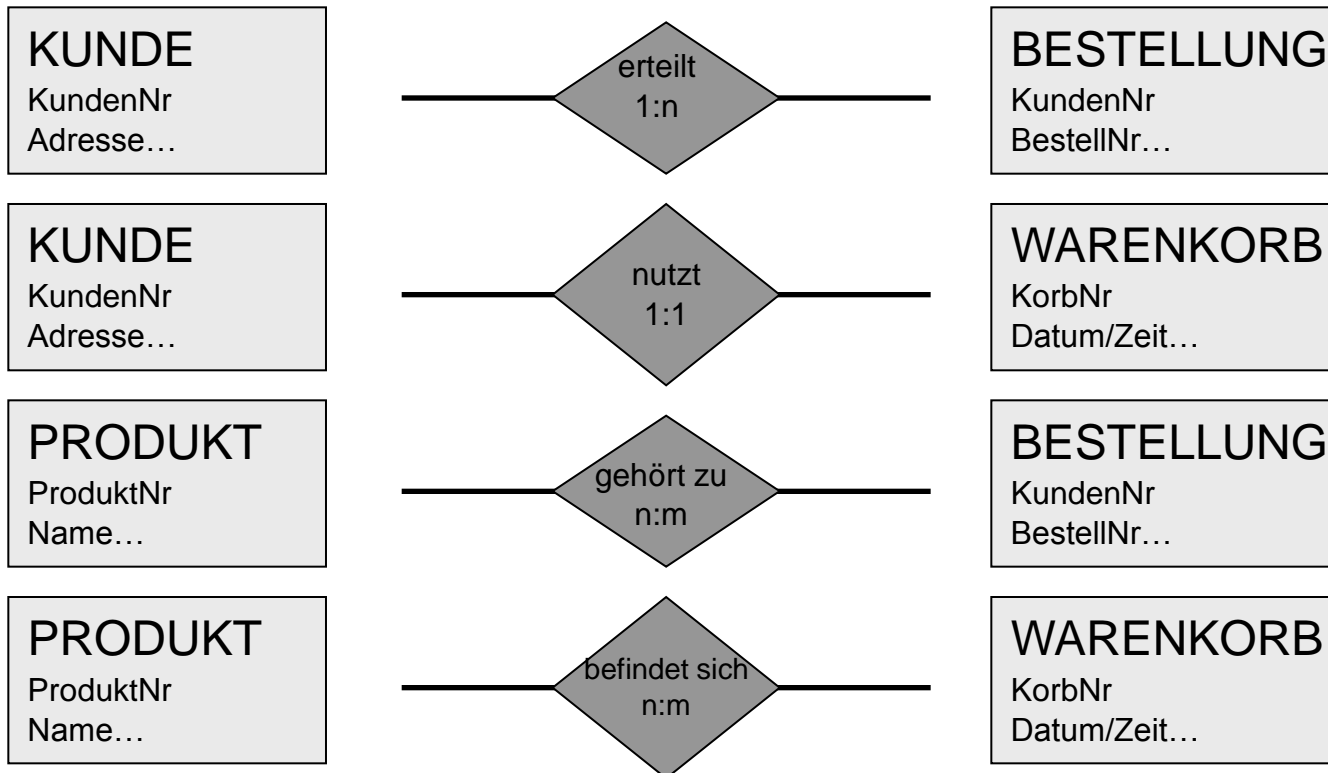 KUNDE
KundenNr
Adresse…
erteilt
1:n
BESTELLUNG
KundenNr
BestellNr…
KUNDE
KundenNr
Adresse…
nutzt
1:1
WARENKORB
KorbNr
Datum/Zeit…
PRODUKT
ProduktNr
Name…
gehört zu
n:m
BESTELLUNG
KundenNr
BestellNr…
PRODUKT
ProduktNr
Name…
befindet sich
n:m
WARENKORB
KorbNr
Datum/Zeit…